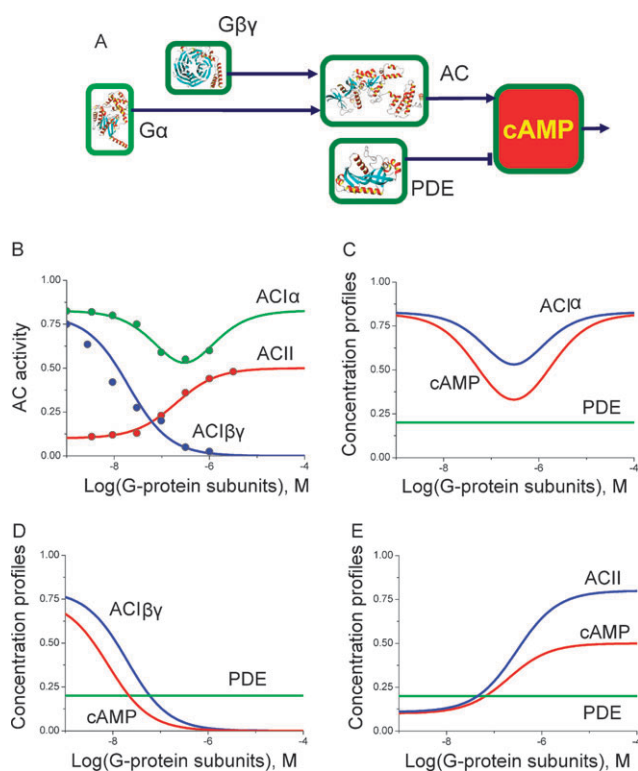 A
Gβγ
AC
Gα
cAMP
PDE
B
AC activity
1.00
0.75
0.50
0.25
0.00
ACIα
ACII
ACIβγ
-8
-6
-4
Log(G-protein subunits), M
C
Concentration profiles
1.00
0.75
0.50
0.25
0.00
ACIα
cAMP
PDE
-8
-6
-4
Log(G-protein subunits), M
D
Concentration profiles
1.00
0.75
0.50
0.25
0.00
ACIβγ
PDE
cAMP
-8
-6
-4
Log(G-protein subunits), M
E
Concentration profiles
1.00
0.75
0.50
0.25
0.00
ACII
cAMP
PDE
-8
-6
-4
Log(G-protein subunits), M